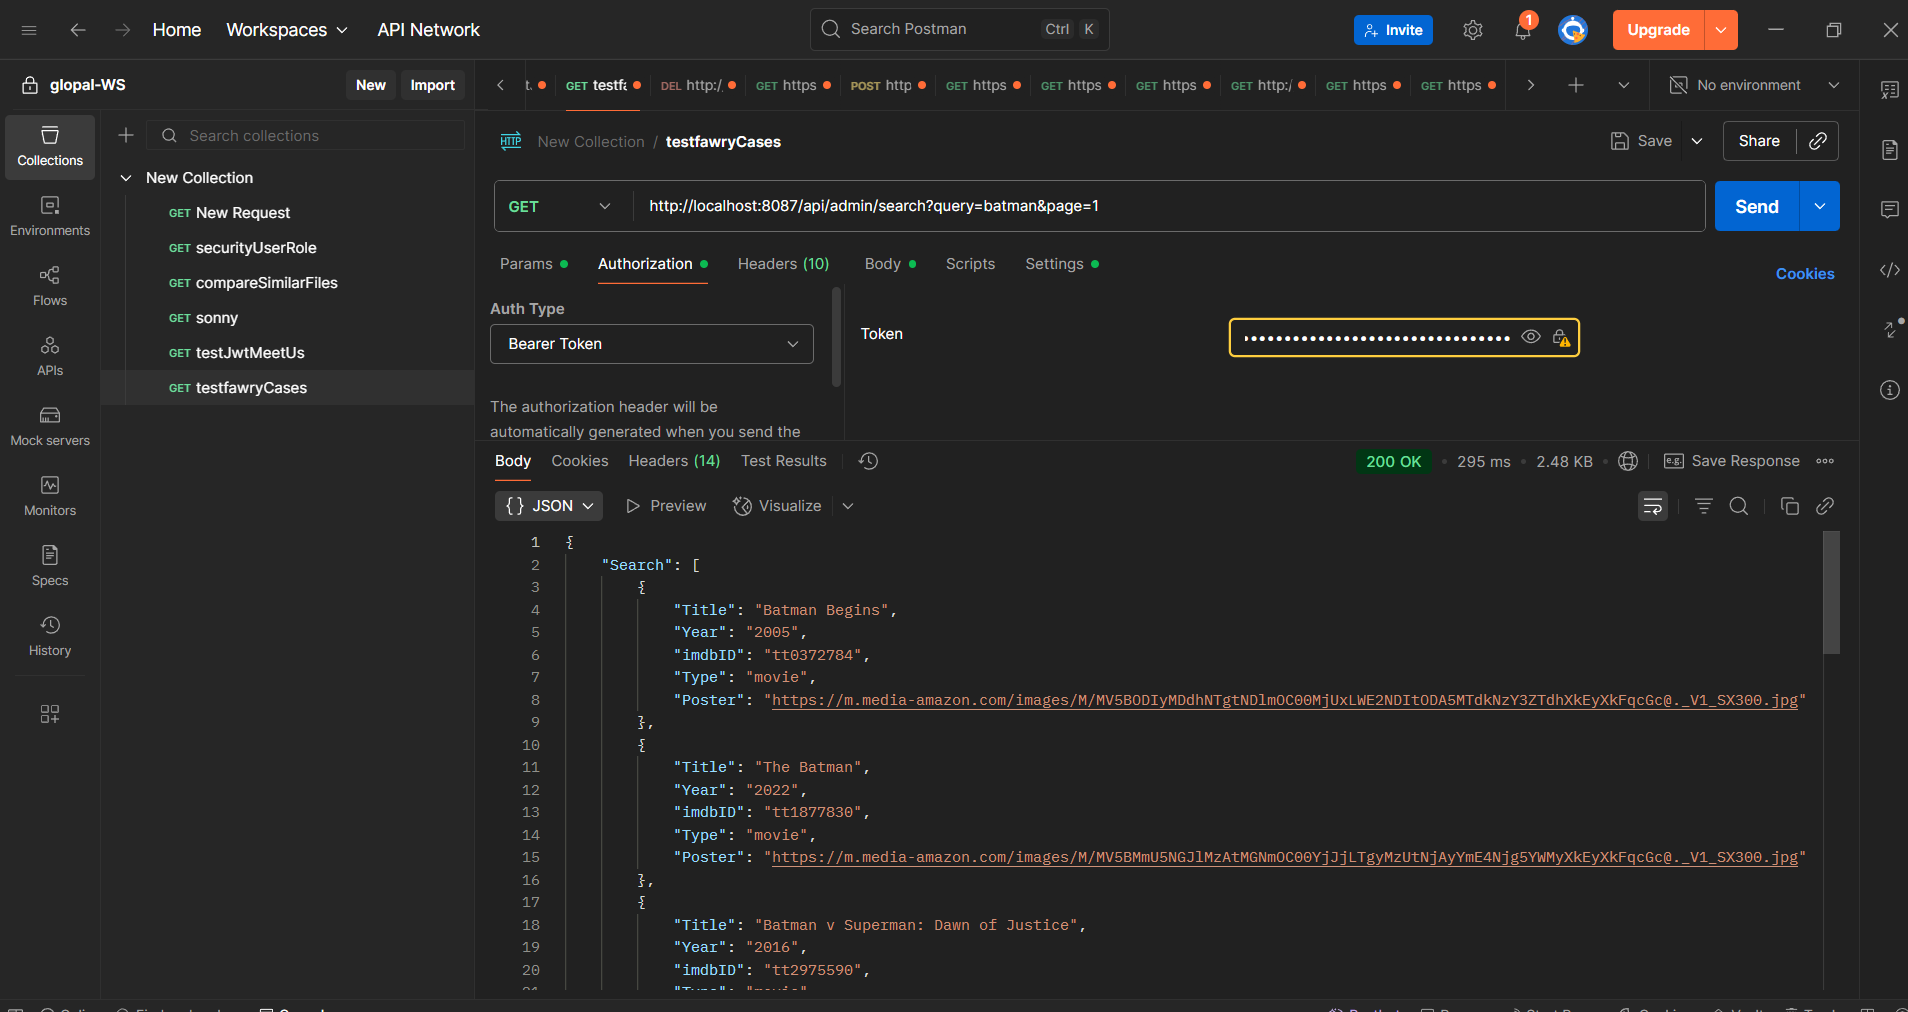 Home
Workspaces
API Network
Search Postman
Ctrl
K
Invite
1
Upgrade
glopal-WS
New
Import
t.
GET testfa
DEL http:/
GET https
POST http
GET https
GET https
GET https
GET http:/
GET https
GET https
No environment
Collections
Environments
Flows
APIs
Mock servers
Monitors
Specs
History
Search collections
New Collection
GET New Request
GET securityUserRole
GET compareSimilarFiles
GET sonny
GET testJwtMeetUs
GET testfawryCases
HTTP
New Collection / testfawryCases
Save
Share
GET
http://localhost:8087/api/admin/search?query=batman&page=1
Send
Params
Authorization
Headers (10)
Body
Scripts
Settings
Cookies
Auth Type
Bearer Token
The authorization header will be
automatically generated when you send the
Token
Body
Cookies
Headers (14)
Test Results
200 OK
295 ms
2.48 KB
e.g.
Save Response
{} JSON
Preview
Visualize
1 {
2 "Search": [
3 {
4 "Title": "Batman Begins",
5 "Year": "2005",
6 "imdbID": "tt0372784",
7 "Type": "movie",
8 "Poster": "https://m.media-amazon.com/images/M/MV5BODIyMDdhNTgtNDlmOC00MjUxLWE2NDItODA5MTdkNzY3ZTdhXkEyXkFqcGc@._V1_SX300.jpg"
9 },
10 {
11 "Title": "The Batman",
12 "Year": "2022",
13 "imdbID": "tt1877830",
14 "Type": "movie",
15 "Poster": "https://m.media-amazon.com/images/M/MV5BMmU5NGJlMzAtMGNmOC00YjJjLTgyMzUtNjAyYmE4Njg5YWMyXkEyXkFqcGc@._V1_SX300.jpg"
16 },
17 {
18 "Title": "Batman v Superman: Dawn of Justice",
19 "Year": "2016",
20 "imdbID": "tt2975590",
21 "Type": "movie"